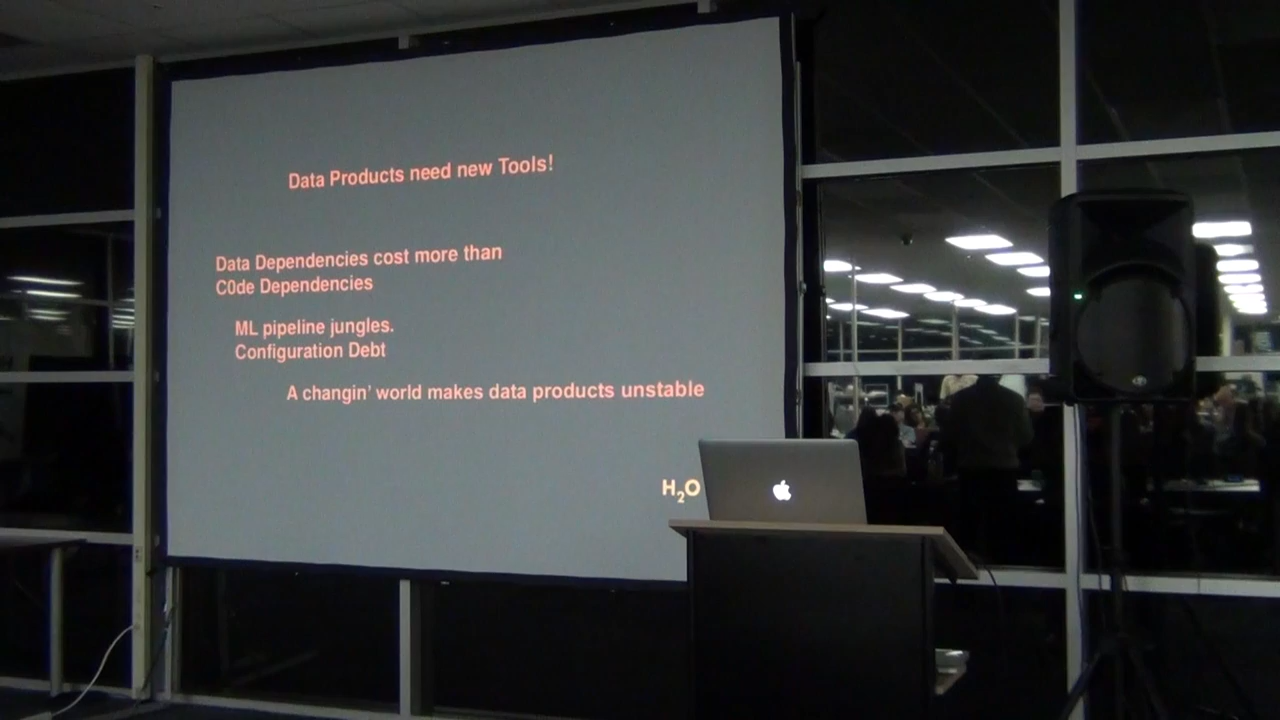 Data Products need new Tools!
Data Dependencies cost more than
C0de Dependencies
ML pipeline jungles.
Configuration Debt
A changin' world makes data products unstable
H2O